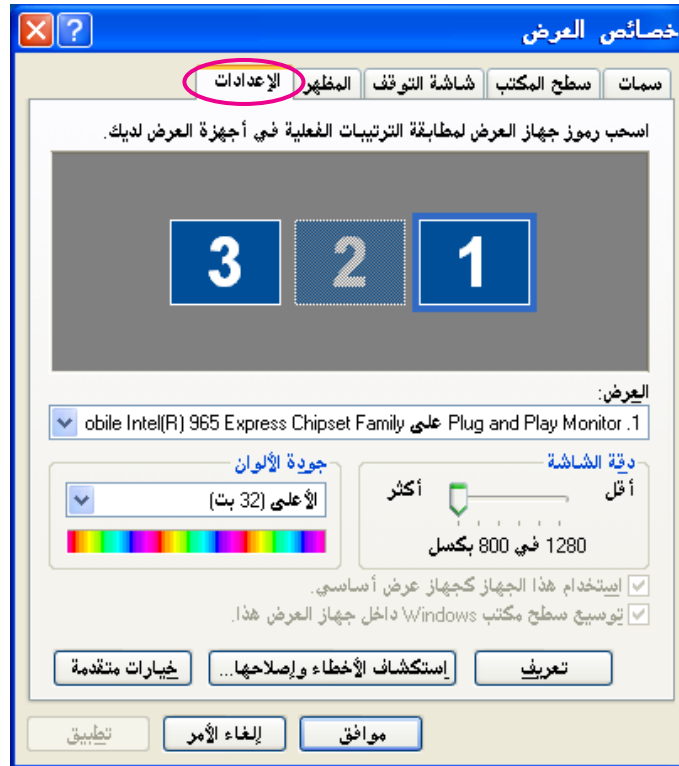 خصائص العرض
سمات سطح المكتب شاشة التوقف المظهر الإعدادات
اسحب رموز جهاز العرض لمطابقة الترتيبات الفعلية في أجهزة العرض لديك.
1 2 3
العرض:
Plug and Play Monitor .1 على obile Intel(R) 965 Express Chipset Family
دقة الشاشة
أقل أكثر
1280 في 800 بكسل
جودة الألوان
الأعلى (32 بت)
إستخدام هذا الجهاز كجهاز عرض أساسي.
توسيع سطح مكتب Windows داخل جهاز العرض هذا.
تعريف إستكشاف الأخطاء وإصلاحها... خيارات متقدمة
موافق إلغاء الأمر تطبيق